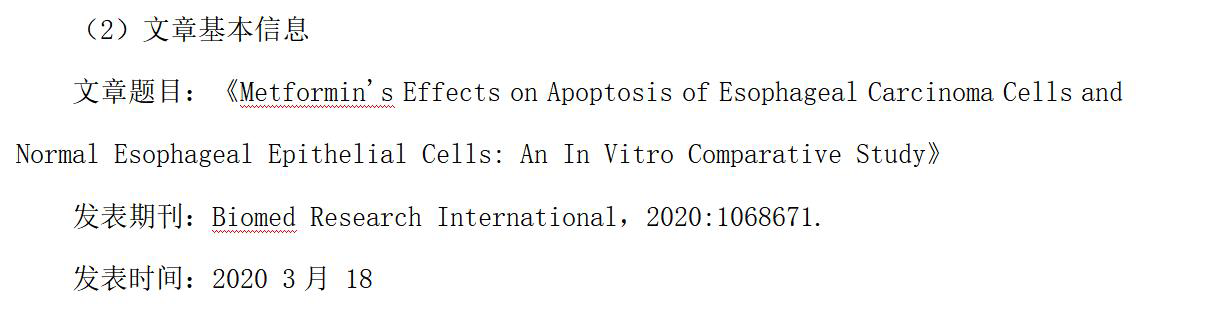 （2）文章基本信息
文章题目：《Metformin's Effects on Apoptosis of Esophageal Carcinoma Cells and
Normal Esophageal Epithelial Cells: An In Vitro Comparative Study》
发表期刊：Biomed Research International，2020:1068671.
发表时间：2020 3月 18